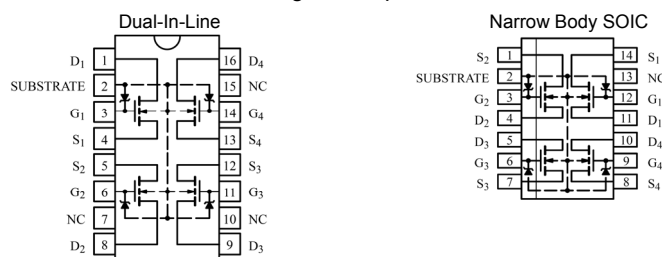 Dual-In-Line
D1 1 16 D4
SUBSTRATE 2 15 NC
G1 3 14 G4
S1 4 13 S4
S2 5 12 S3
G2 6 11 G3
NC 7 10 NC
D2 8 9 D3
Narrow Body SOIC
S2 1 14 S1
SUBSTRATE 2 13 NC
G2 3 12 G1
D2 4 11 D1
D3 5 10 D4
G3 6 9 G4
S3 7 8 S4